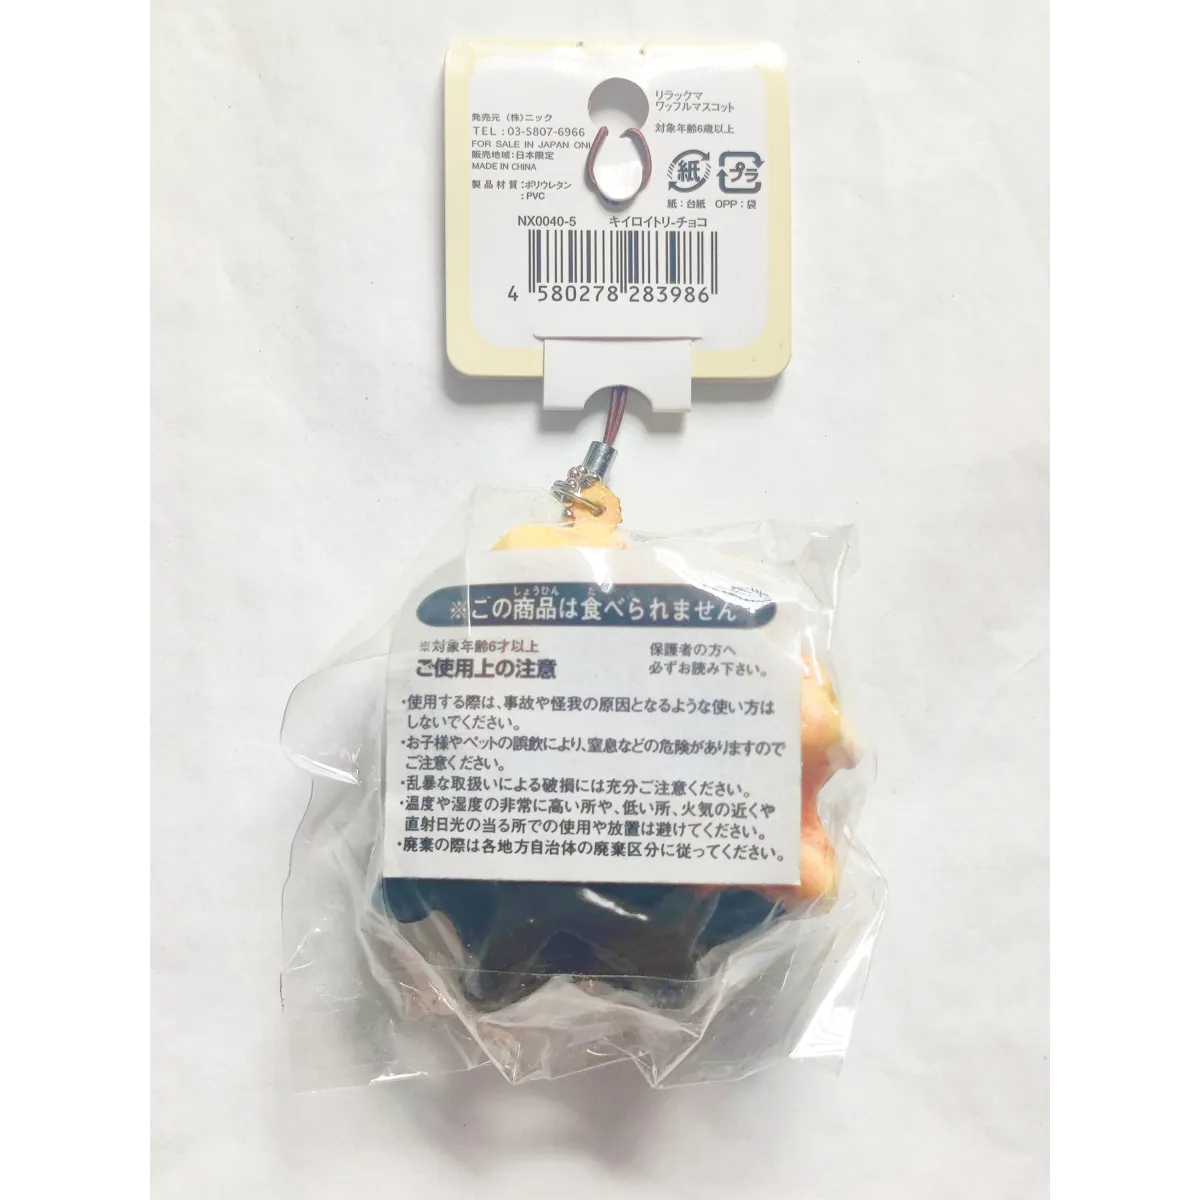 リラックマ
ワッフルマスコット
対象年齢6歳以上
発売元 (株)ニック
TEL:03-5807-6966
FOR SALE IN JAPAN ONL
販売地域:日本限定
MADE IN CHINA
製品材質:ポリウレタン
:PVC
紙
プラ
紙:台紙 OPP:袋
NX0040-5 キイロイトリ-チョコ
4 580278 283986
しょうひん た
※この商品は食べられません
※対象年齢6才以上
ご使用上の注意
保護者の方へ
必ずお読み下さい。
・使用する際は、事故や怪我の原因となるような使い方は
しないでください。
・お子様やペットの誤飲により、窒息などの危険がありますので
ご注意ください。
・乱暴な取扱いによる破損には充分ご注意ください。
・温度や湿度の非常に高い所や、低い所、火気の近くや
直射日光の当る所での使用や放置は避けてください。
・廃棄の際は各地方自治体の廃棄区分に従ってください。